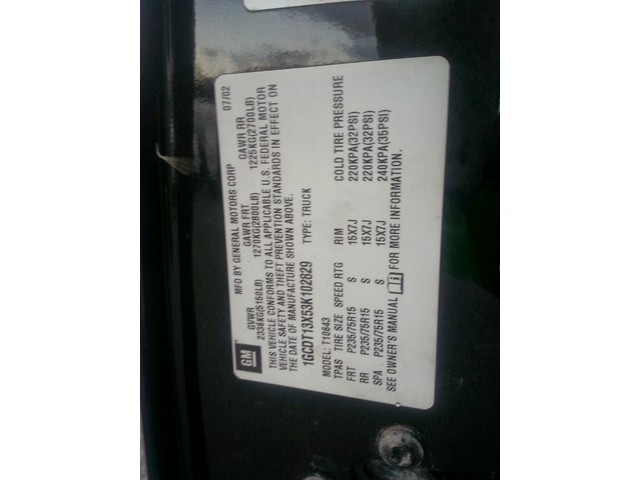 GM
MFD BY GENERAL MOTORS CORP 07/02
GVWR GAWR FRT GAWR RR
2336KG(5150LB) 1270KG(2800LB) 1225KG(2700LB)
THIS VEHICLE CONFORMS TO ALL APPLICABLE U.S. FEDERAL MOTOR
VEHICLE SAFETY AND THEFT PREVENTION STANDARDS IN EFFECT ON
THE DATE OF MANUFACTURE SHOWN ABOVE.
1GCDT13X53K102829 TYPE: TRUCK
MODEL: T10643
TPAS TIRE SIZE SPEED RTG RIM COLD TIRE PRESSURE
FRT P235/75R15 S 15X7J 220KPA(32PSI)
RR P235/75R15 S 15X7J 220KPA(32PSI)
SPA P235/75R15 S 15X7J 240KPA(35PSI)
SEE OWNER'S MANUAL FOR MORE INFORMATION.